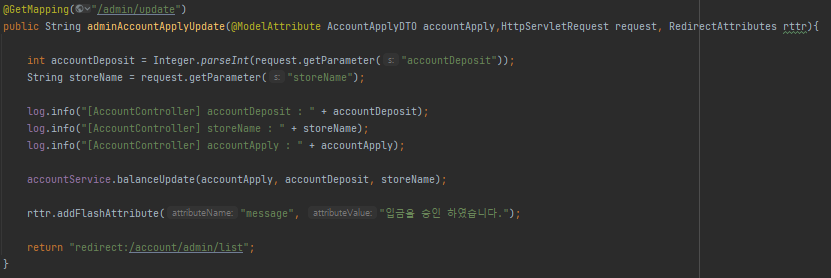 @GetMapping("/admin/update")
public String adminAccountApplyUpdate(@ModelAttribute AccountApplyDTO accountApply,HttpServletRequest request, RedirectAttributes rttr){
int accountDeposit = Integer.parseInt(request.getParameter( s: "accountDeposit"));
String storeName = request.getParameter( s: "storeName");
log.info("[AccountController] accountDeposit : " + accountDeposit);
log.info("[AccountController] storeName : " + storeName);
log.info("[AccountController] accountApply : " + accountApply);
accountService.balanceUpdate(accountApply, accountDeposit, storeName);
rttr.addFlashAttribute( attributeName: "message", attributeValue: "입금을 승인 하였습니다.");
return "redirect:/account/admin/list";
}